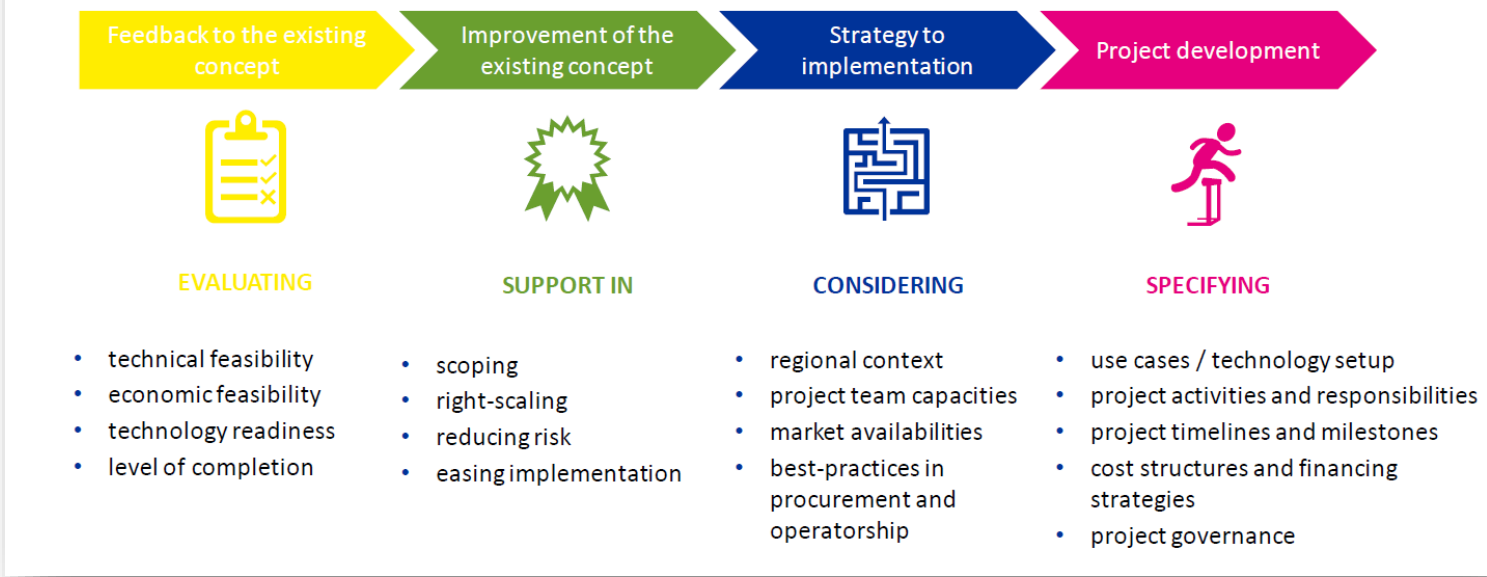 Feedback to the existing
concept
Improvement of the
existing concept
Strategy to
implementation
Project development
EVALUATING
• technical feasibility
• economic feasibility
• technology readiness
• level of completion
SUPPORT IN
• scoping
• right-scaling
• reducing risk
• easing implementation
CONSIDERING
• regional context
• project team capacities
• market availabilities
• best-practices in
procurement and
operatorship
SPECIFYING
• use cases / technology setup
• project activities and responsibilities
• project timelines and milestones
• cost structures and financing
strategies
• project governance